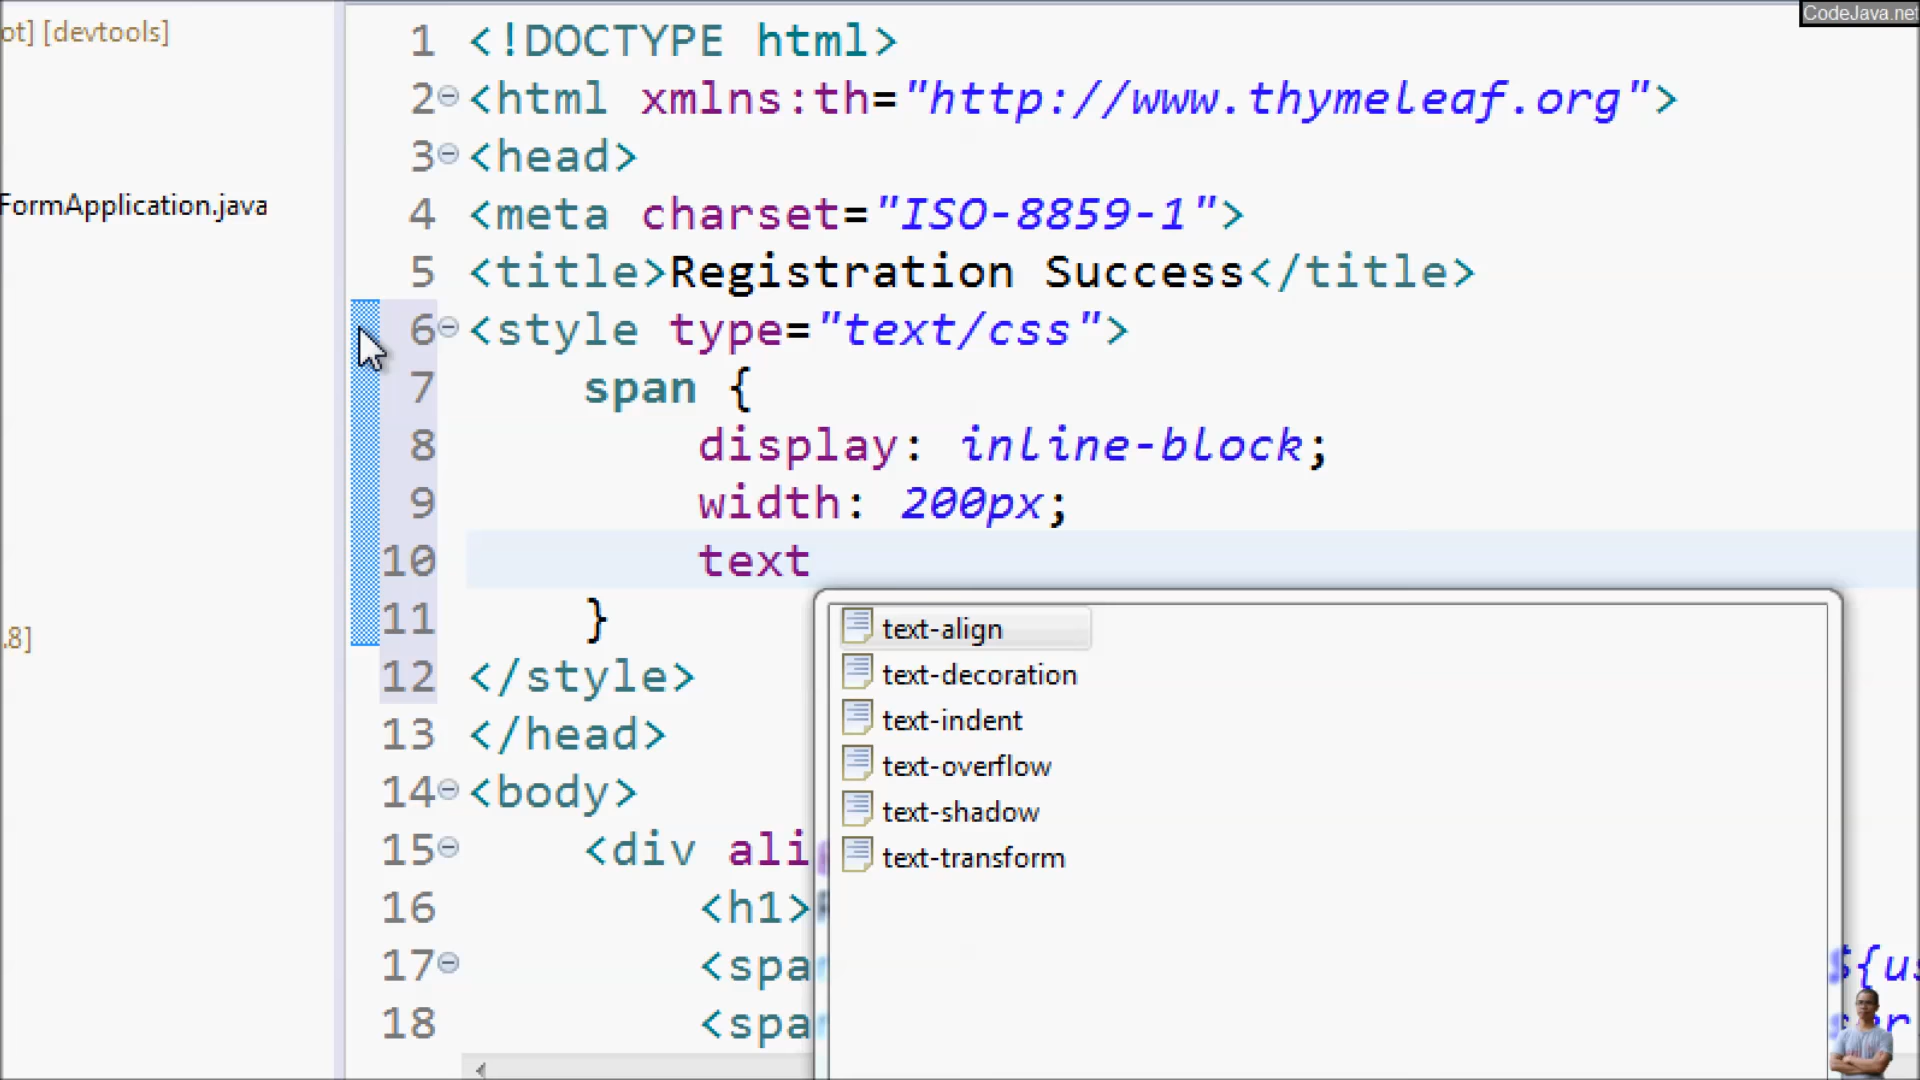 CodeJava.net
ot] [devtools]
FormApplication.java
.8]
1 <!DOCTYPE html>
2 <html xmlns:th="http://www.thymeleaf.org">
3 <head>
4 <meta charset="ISO-8859-1">
5 <title>Registration Success</title>
6 <style type="text/css">
7 span {
8 display: inline-block;
9 width: 200px;
10 text
11 }
12 </style>
13 </head>
14 <body>
15 <div ali
16 <h1>
17 <spa ${us
18 <spa
text-align
text-decoration
text-indent
text-overflow
text-shadow
text-transform